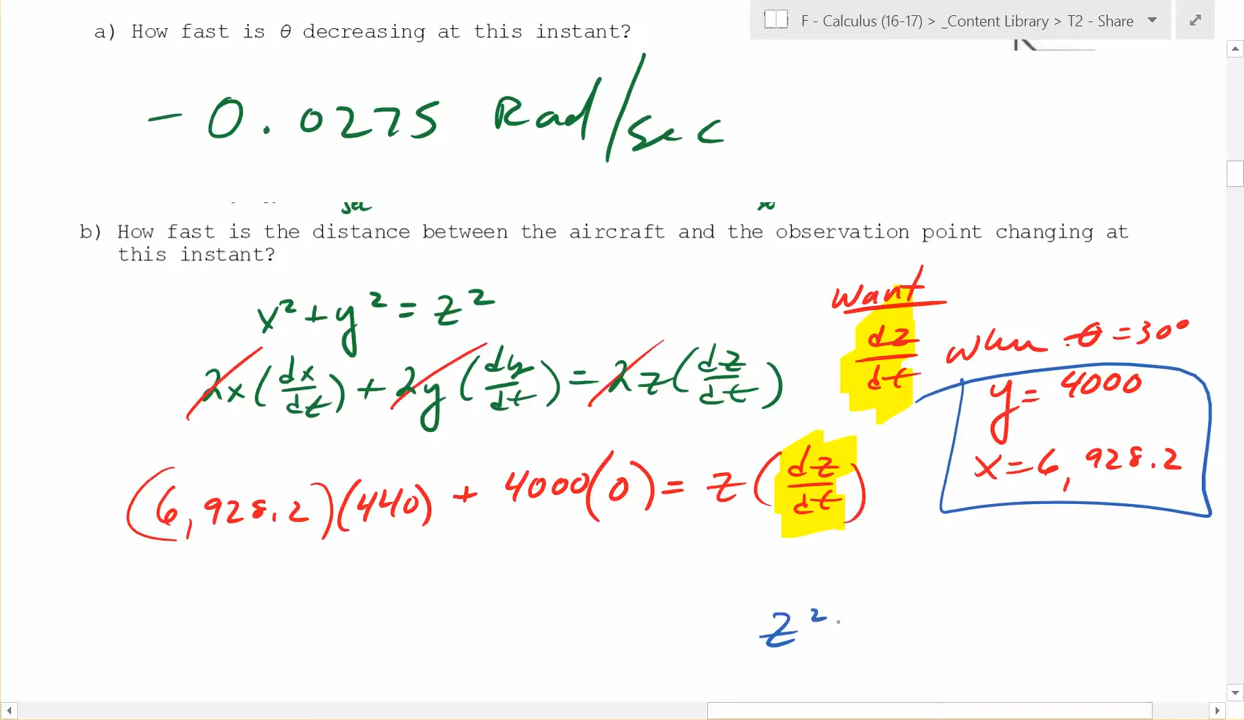 F - Calculus (16-17) > _Content Library > T2 - Share
a) How fast is θ decreasing at this instant?
- 0.0275 Rad/sec
sec
b) How fast is the distance between the aircraft and the observation point changing at
this instant?
x² + y² = z²
2x(dx/dt) + 2y(dy/dt) = 2z(dz/dt)
Want
dz/dt when θ = 30°
y = 4000
x = 6,928.2
(6,928.2)(440) + 4000(0) = z(dz/dt)
z²